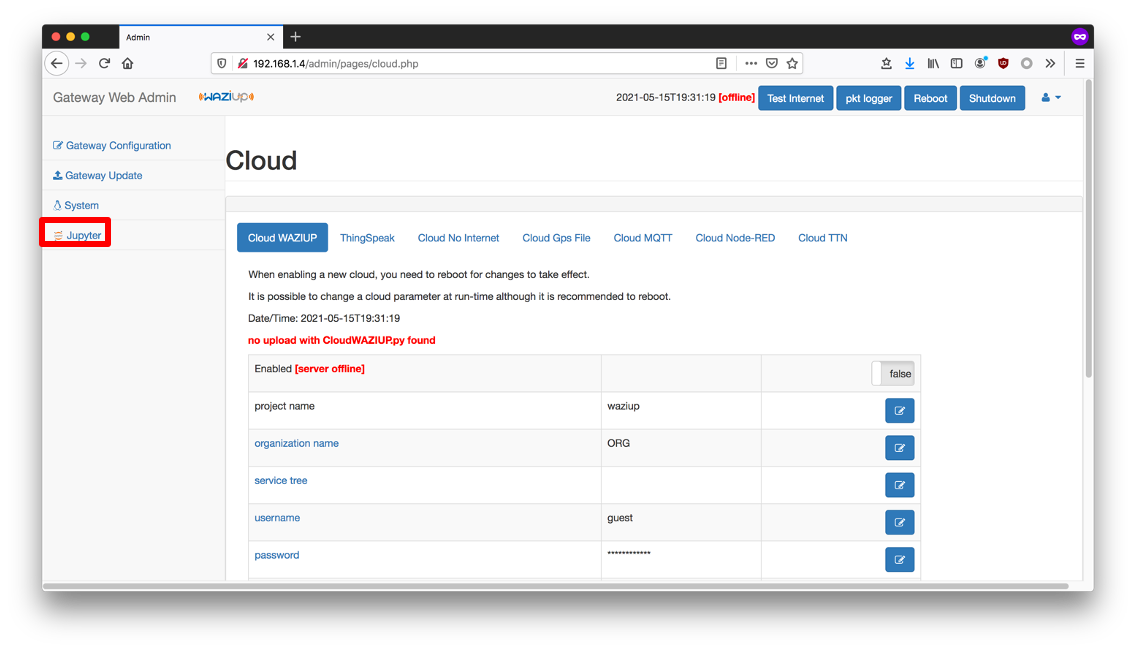 Admin
192.168.1.4/admin/pages/cloud.php
Gateway Web Admin
WAZIUP
2021-05-15T19:31:19 [offline]
Test Internet
pkt logger
Reboot
Shutdown
Gateway Configuration
Gateway Update
System
Jupyter
Cloud
Cloud WAZIUP
ThingSpeak
Cloud No Internet
Cloud Gps File
Cloud MQTT
Cloud Node-RED
Cloud TTN
When enabling a new cloud, you need to reboot for changes to take effect.
It is possible to change a cloud parameter at run-time although it is recommended to reboot.
Date/Time: 2021-05-15T19:31:19
no upload with CloudWAZIUP.py found
Enabled [server offline] false
project name waziup
organization name ORG
service tree
username guest
password ************